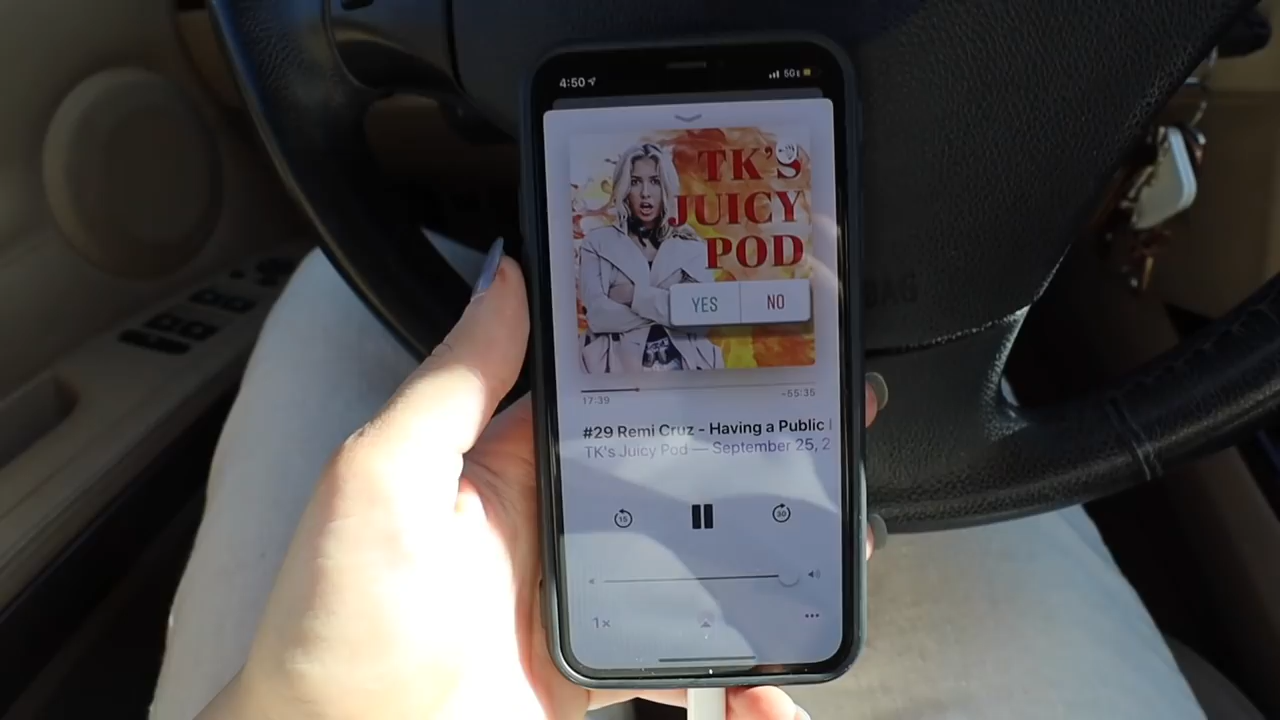 4:50
5GE
TK'S
JUICY
POD
YES NO
17:39 -55:35
#29 Remi Cruz - Having a Public
TK's Juicy Pod — September 25, 2
15 30
1×